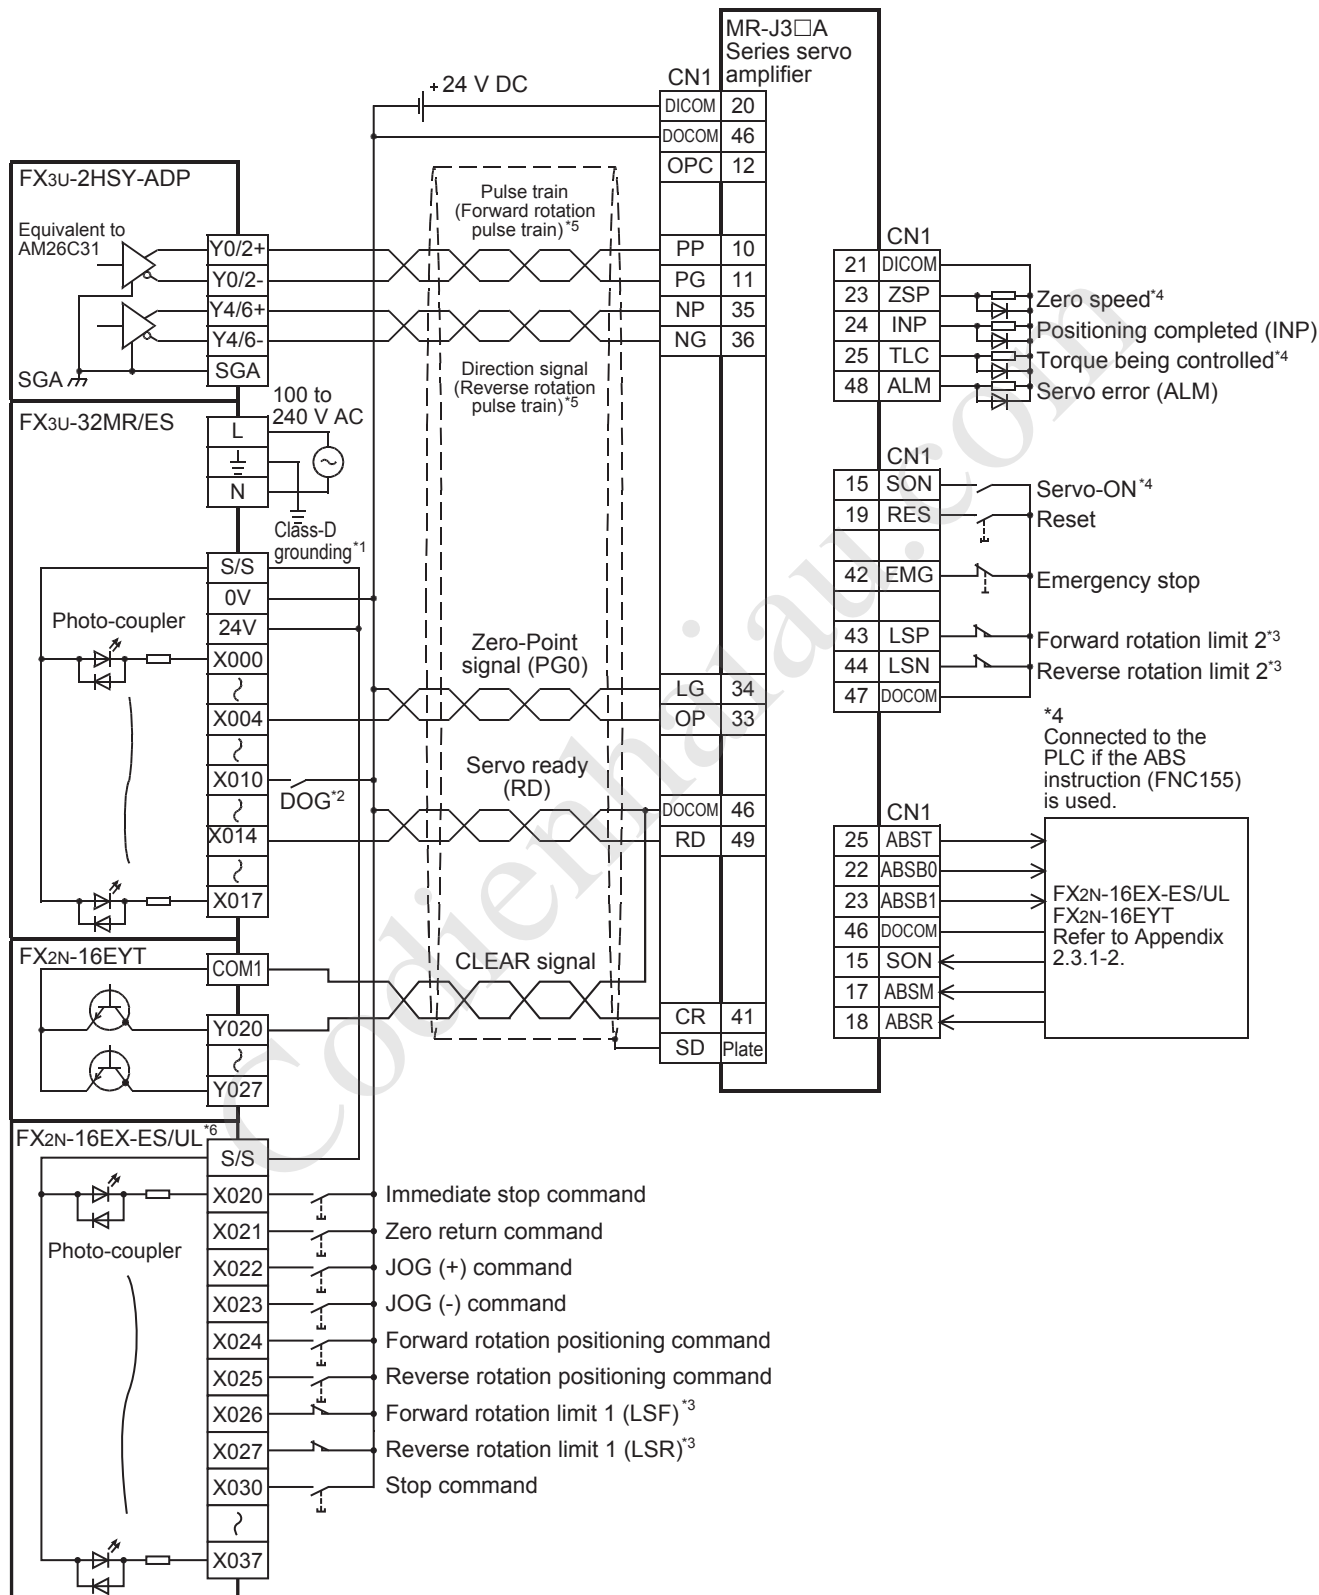 MR-J3□A
Series servo
amplifier
CN1
+ 24 V DC
DICOM 20
DOCOM 46
OPC 12
FX3U-2HSY-ADP
Equivalent to
AM26C31
Pulse train
(Forward rotation
pulse train)*5
Y0/2+
Y0/2-
Y4/6+
Y4/6-
SGA
SGA
PP 10
PG 11
NP 35
NG 36
Direction signal
(Reverse rotation
pulse train)*5
CN1
21 DICOM
23 ZSP Zero speed*4
24 INP Positioning completed (INP)
25 TLC Torque being controlled*4
48 ALM Servo error (ALM)
FX3U-32MR/ES
100 to
240 V AC
L
N
Class-D
grounding*1
CN1
15 SON Servo-ON*4
19 RES Reset
42 EMG Emergency stop
43 LSP Forward rotation limit 2*3
44 LSN Reverse rotation limit 2*3
47 DOCOM
S/S
0V
24V
Photo-coupler
X000
X004
X010
X014
X017
DOG*2
Zero-Point
signal (PG0)
LG 34
OP 33
Servo ready
(RD)
DOCOM 46
RD 49
*4
Connected to the
PLC if the ABS
instruction (FNC155)
is used.
CN1
25 ABST
22 ABSB0
23 ABSB1
46 DOCOM
15 SON
17 ABSM
18 ABSR
FX2N-16EX-ES/UL
FX2N-16EYT
Refer to Appendix
2.3.1-2.
FX2N-16EYT
COM1
Y020
Y027
CLEAR signal
CR 41
SD Plate
FX2N-16EX-ES/UL*6
S/S
Photo-coupler
X020 Immediate stop command
X021 Zero return command
X022 JOG (+) command
X023 JOG (-) command
X024 Forward rotation positioning command
X025 Reverse rotation positioning command
X026 Forward rotation limit 1 (LSF)*3
X027 Reverse rotation limit 1 (LSR)*3
X030 Stop command
X037
Codienhaiau.com